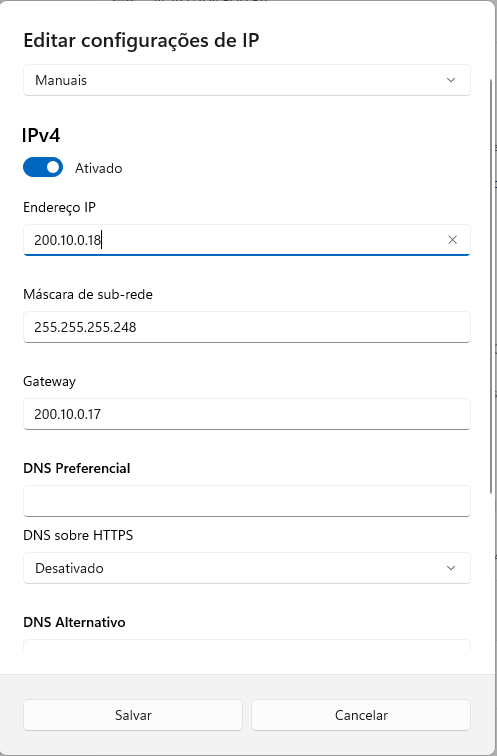 Editar configurações de IP
Manuais
IPv4
Ativado
Endereço IP
200.10.0.18
Máscara de sub-rede
255.255.255.248
Gateway
200.10.0.17
DNS Preferencial
DNS sobre HTTPS
Desativado
DNS Alternativo
Salvar
Cancelar